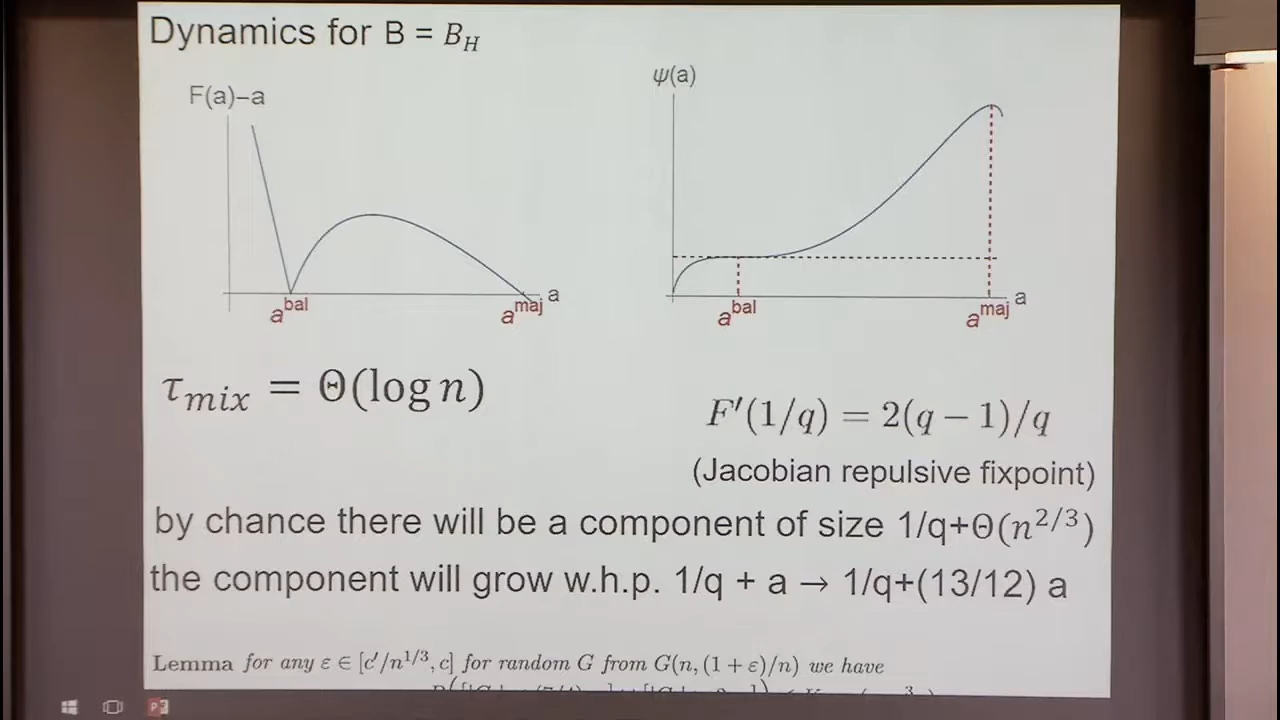 Dynamics for B = B_H
F(a)−a
ψ(a)
a^bal
a^maj
a
a^bal
a^maj
a
τ_mix = Θ(log n)
F′(1/q) = 2(q − 1)/q
(Jacobian repulsive fixpoint)
by chance there will be a component of size 1/q+Θ(n^{2/3})
the component will grow w.h.p. 1/q + a → 1/q+(13/12) a
Lemma for any ε ∈ [c′/n^{1/3}, c] for random G from G(n, (1 + ε)/n) we have